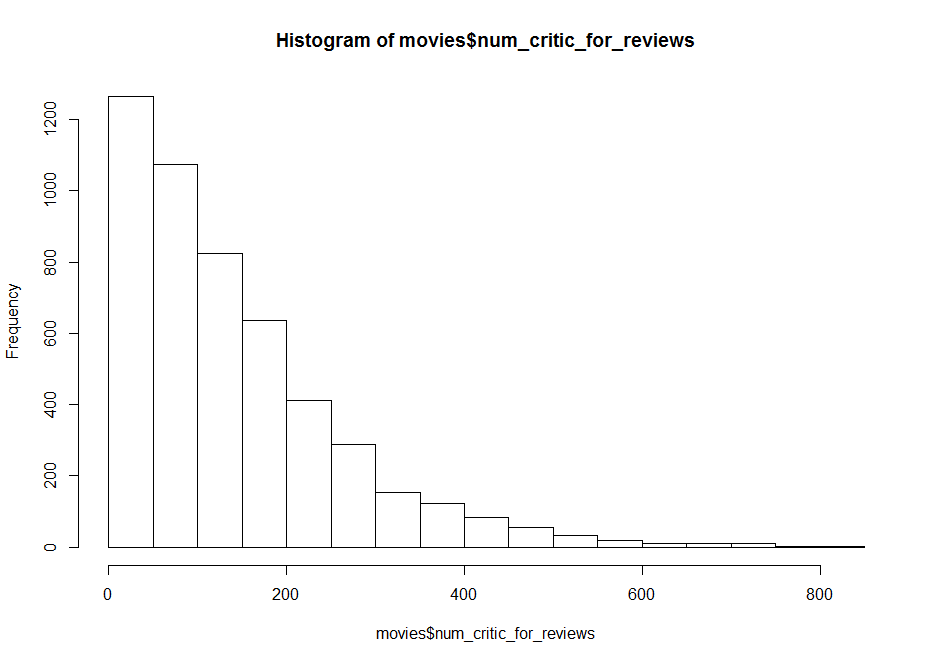 Histogram of movies$num_critic_for_reviews
Frequency
1200
1000
800
600
400
200
0
0 200 400 600 800
movies$num_critic_for_reviews